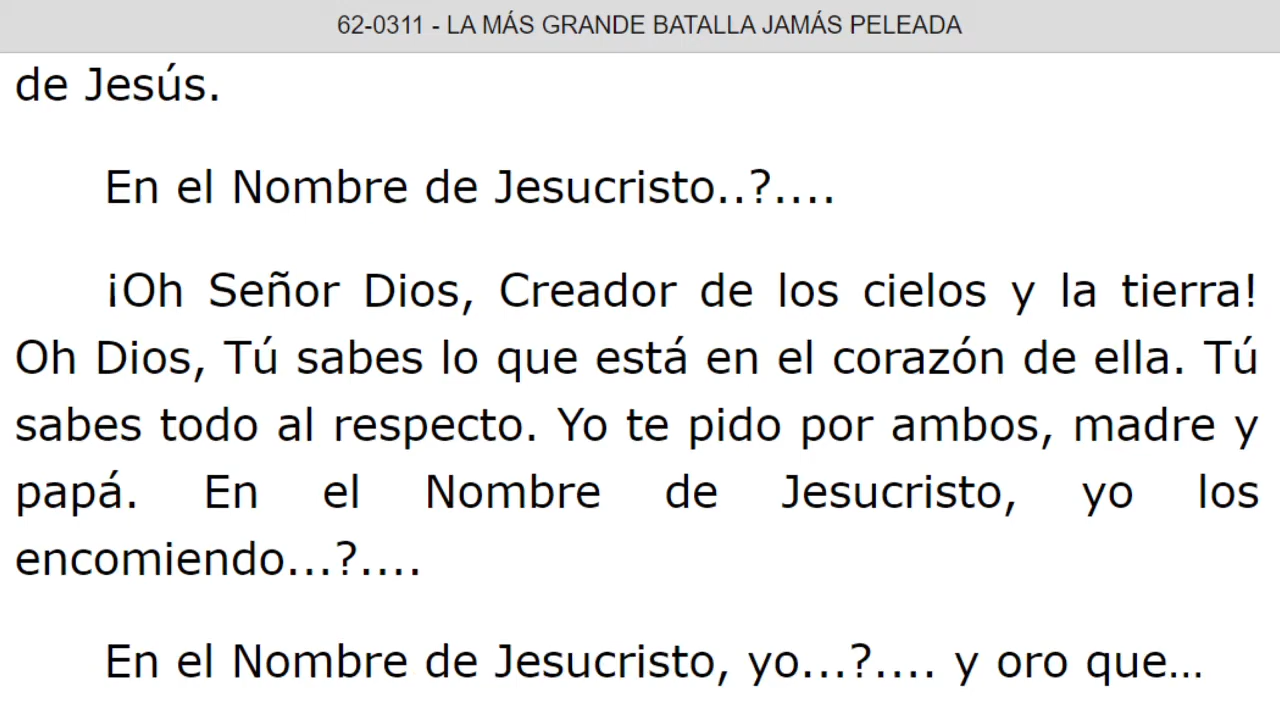 62-0311 - LA MÁS GRANDE BATALLA JAMÁS PELEADA
de Jesús.
En el Nombre de Jesucristo..?....
¡Oh Señor Dios, Creador de los cielos y la tierra!
Oh Dios, Tú sabes lo que está en el corazón de ella. Tú
sabes todo al respecto. Yo te pido por ambos, madre y
papá. En el Nombre de Jesucristo, yo los
encomiendo...?....
En el Nombre de Jesucristo, yo...?.... y oro que…